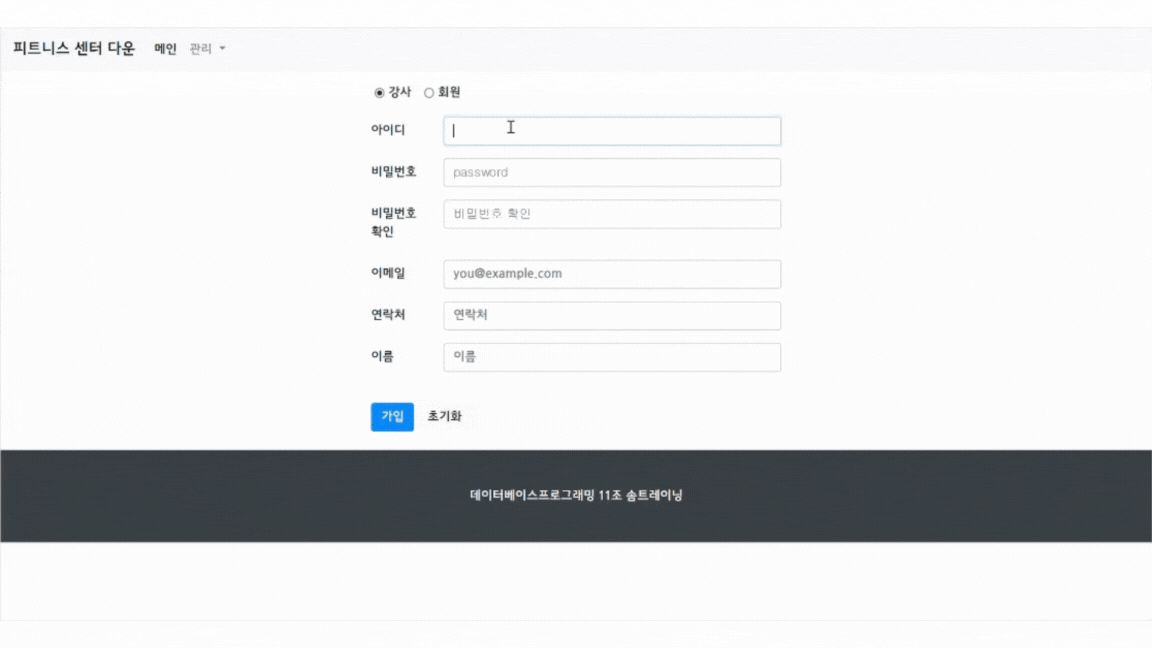 피트니스 센터 다운 메인 관리
강사 회원
아이디
비밀번호 password
비밀번호
확인 비밀번호 확인
이메일 you@example.com
연락처 연락처
이름 이름
가입 초기화
데이터베이스프로그래밍 11조 솜트레이닝